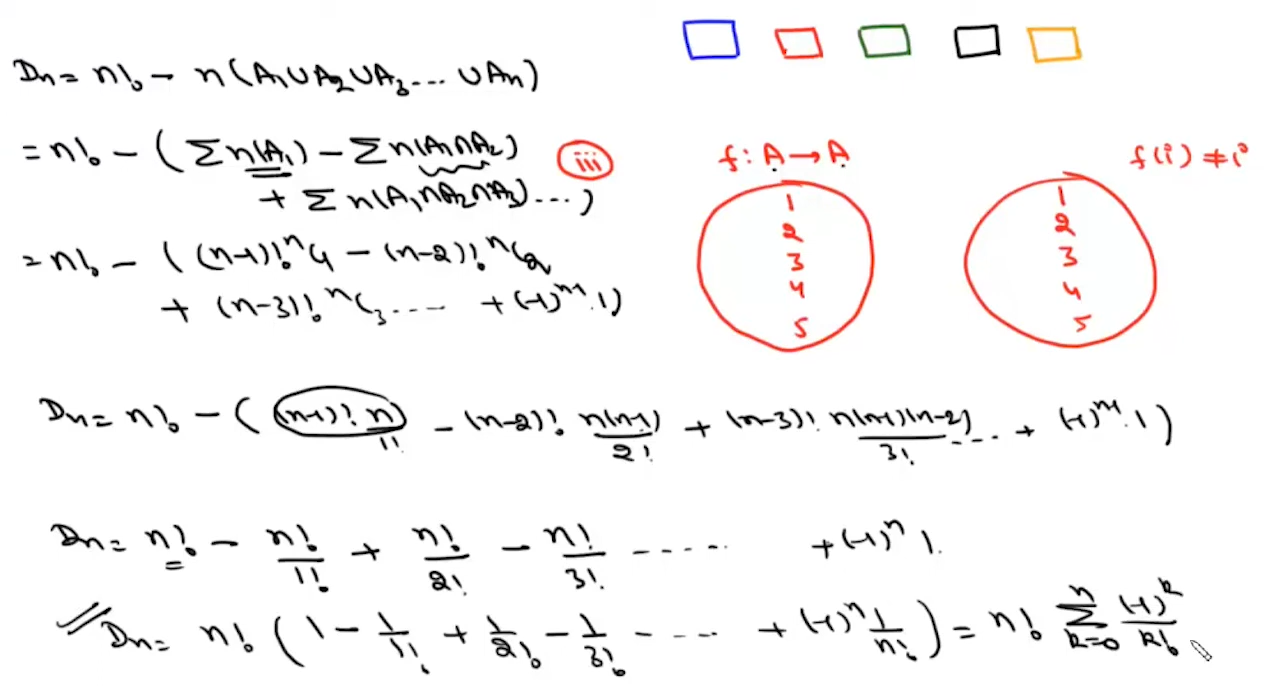 Dn = n! - n(A₁∪A₂∪A₃... ∪An)
= n! - (Σn(A₁) - Σn(A₁∩A₂)
+ Σn(A₁∩A₂∩A₃)...)
iii
= n! - ((n-1)! ⁿC₁ - (n-2)! ⁿC₂
+ (n-3)! ⁿC₃..... + (-1)ⁿ⁻¹.1)
f: A → A
f(i) ≠ i
1
2
3
4
5
1
2
3
4
5
Dn = n! - ((n-1)! n/1! - (n-2)! n(n-1)/2! + (n-3)! n(n-1)(n-2)/3! .... + (-1)ⁿ⁻¹.1)
Dn = n! - n!/1! + n!/2! - n!/3! ...... + (-1)ⁿ 1.
Dn = n! (1 - 1/1! + 1/2! - 1/3! ..... + (-1)ⁿ 1/n!) = n! Σₖ₌₀ⁿ (-1)ᵏ/k!